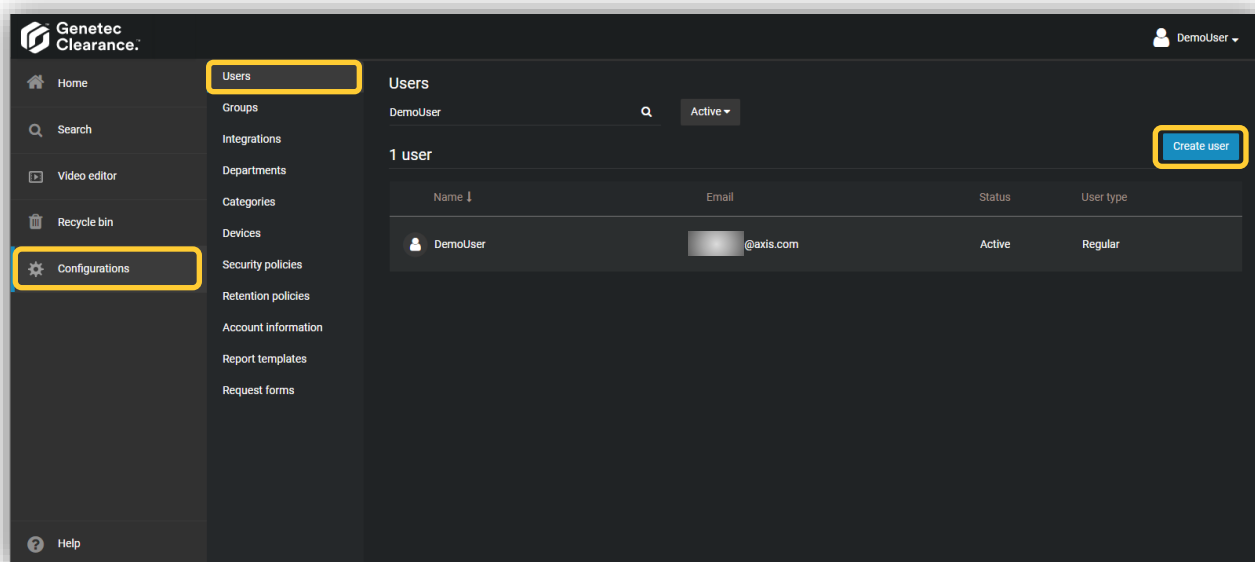 Genetec
Clearance.™
DemoUser
Home
Search
Video editor
Recycle bin
Configurations
Help
Users
Groups
Integrations
Departments
Categories
Devices
Security policies
Retention policies
Account information
Report templates
Request forms
Users
DemoUser
Active
1 user
Create user
Name Email Status User type
DemoUser @axis.com Active Regular